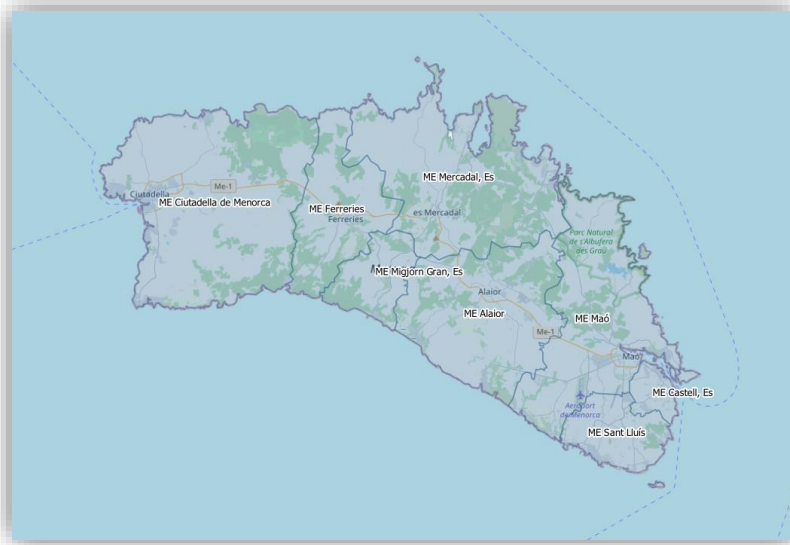 ME Mercadal, Es
Me-1
Ciutadella
ME Ciutadella de Menorca
ME Ferreries
Ferreries
es Mercadal
Parc Natural
de s'Albufera
des Grau
ME Migjorn Gran, Es
Alaior
ME Alaior
ME Maó
Me-1
Maó
ME Castell, Es
Aeroport
de Menorca
ME Sant Lluís